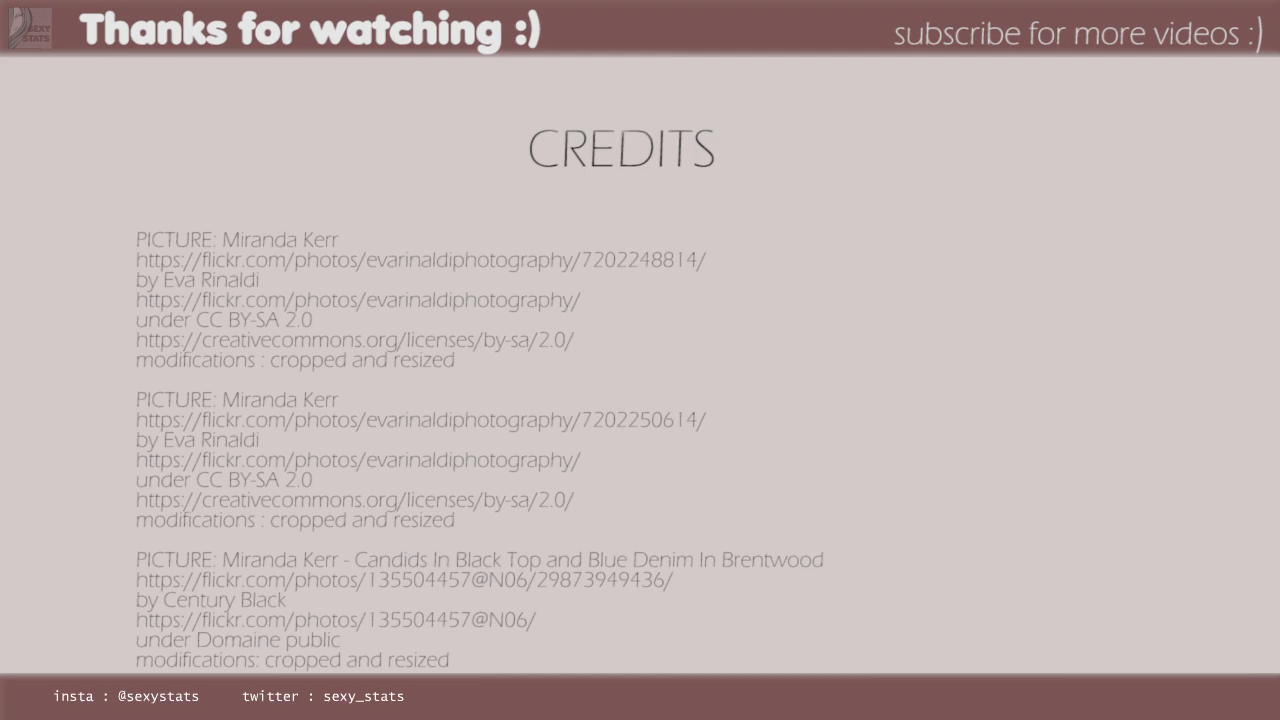 SEXY
STATS
Thanks for watching :)
subscribe for more videos :)
CREDITS
PICTURE: Miranda Kerr
https://flickr.com/photos/evarinaldiphotography/7202248814/
by Eva Rinaldi
https://flickr.com/photos/evarinaldiphotography/
under CC BY-SA 2.0
https://creativecommons.org/licenses/by-sa/2.0/
modifications : cropped and resized
PICTURE: Miranda Kerr
https://flickr.com/photos/evarinaldiphotography/7202250614/
by Eva Rinaldi
https://flickr.com/photos/evarinaldiphotography/
under CC BY-SA 2.0
https://creativecommons.org/licenses/by-sa/2.0/
modifications : cropped and resized
PICTURE: Miranda Kerr - Candids In Black Top and Blue Denim In Brentwood
https://flickr.com/photos/135504457@N06/29873949436/
by Century Black
https://flickr.com/photos/135504457@N06/
under Domaine public
modifications: cropped and resized
insta : @sexystats twitter : sexy_stats